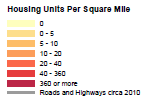 Housing Units Per Square Mile
0
0 - 5
5 - 10
10 - 20
20 - 40
40 - 360
360 or more
Roads and Highways circa 2010